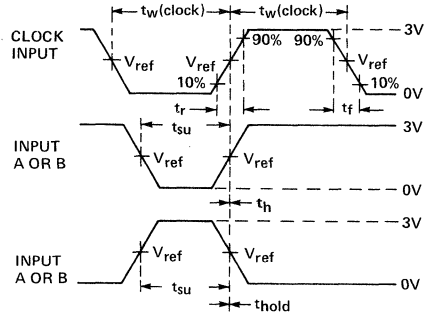 tw(clock) tw(clock)
CLOCK INPUT
90% 90%
3V
Vref Vref Vref
10% 10%
0V
tr tf
INPUT A OR B
tsu
3V
Vref Vref
0V
th
3V
INPUT A OR B
Vref Vref
0V
tsu
thold